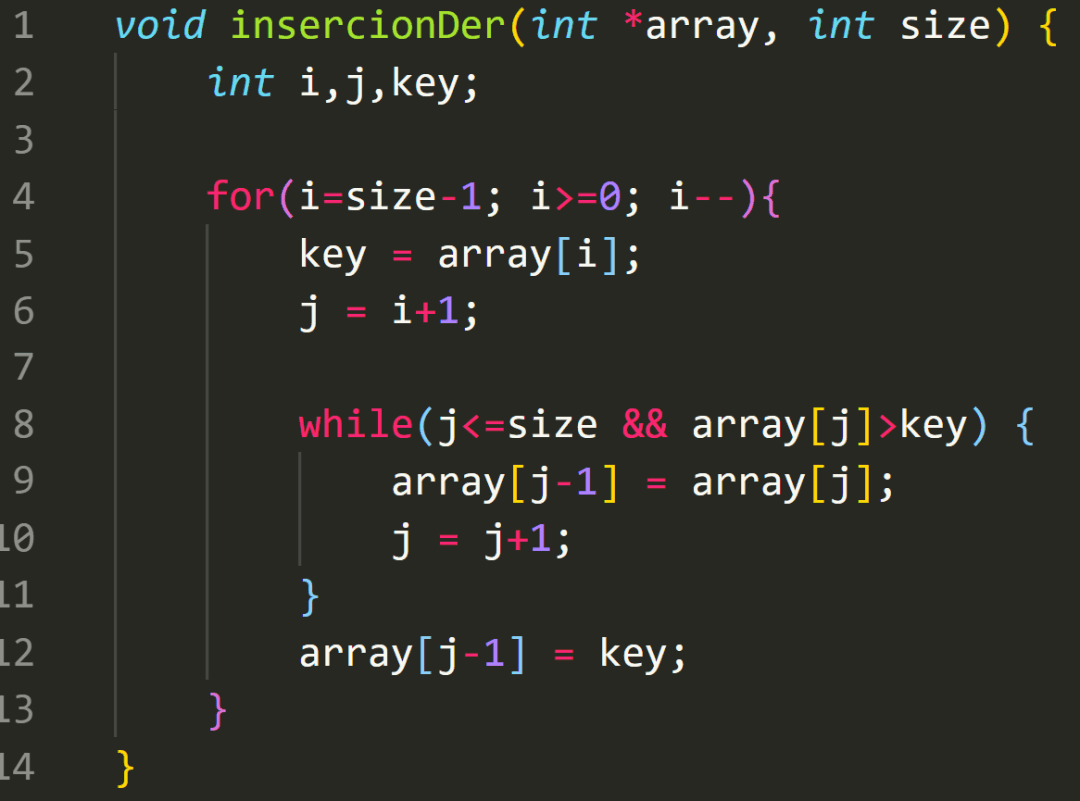 1 void insercionDer(int *array, int size) {
2 int i,j,key;
3
4 for(i=size-1; i>=0; i--){
5 key = array[i];
6 j = i+1;
7
8 while(j<=size && array[j]>key) {
9 array[j-1] = array[j];
10 j = j+1;
11 }
12 array[j-1] = key;
13 }
14 }